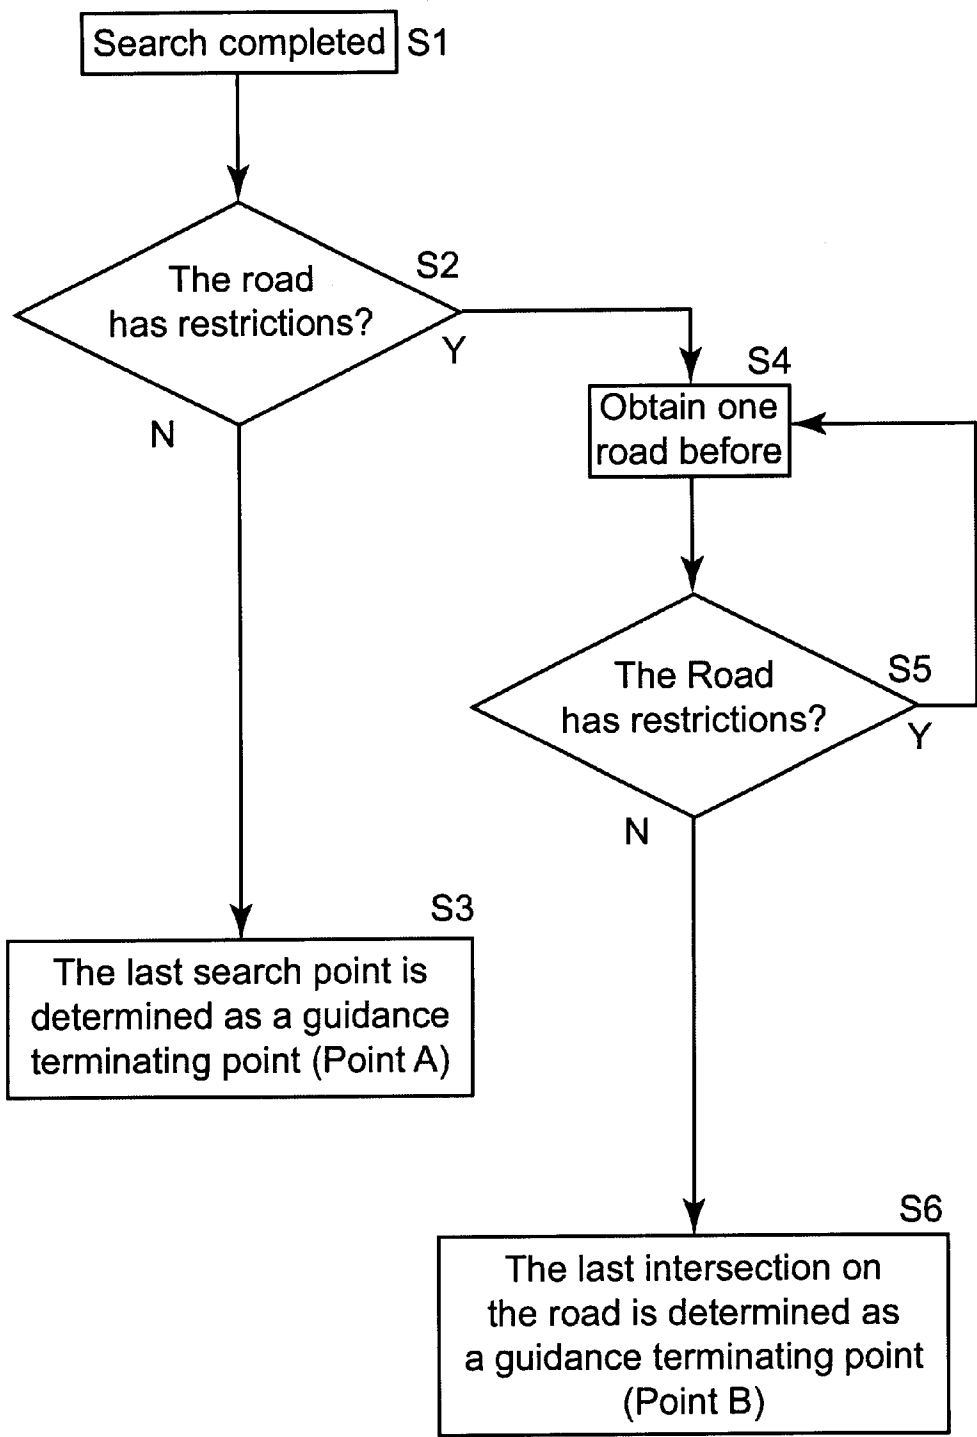 Search completed S1
The road
has restrictions?
S2
Y
N
S4
Obtain one
road before
The Road
has restrictions?
S5
Y
N
S3
The last search point is
determined as a guidance
terminating point (Point A)
S6
The last intersection on
the road is determined as
a guidance terminating point
(Point B)